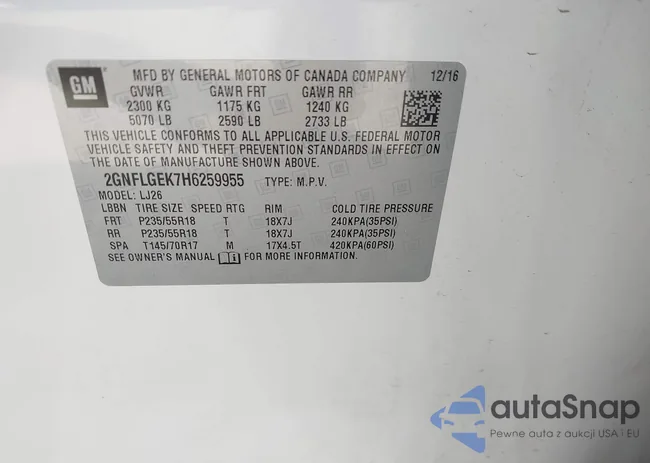 GM
MFD BY GENERAL MOTORS OF CANADA COMPANY 12/16
GVWR GAWR FRT GAWR RR
2300 KG 1175 KG 1240 KG
5070 LB 2590 LB 2733 LB
THIS VEHICLE CONFORMS TO ALL APPLICABLE U.S. FEDERAL MOTOR
VEHICLE SAFETY AND THEFT PREVENTION STANDARDS IN EFFECT
ON THE DATE OF MANUFACTURE SHOWN ABOVE.
2GNFLGEK7H6259955 TYPE: M.P.V.
MODEL: LJ26
LBBN TIRE SIZE SPEED RTG RIM COLD TIRE PRESSURE
FRT P235/55R18 T 18X7J 240KPA(35PSI)
RR P235/55R18 T 18X7J 240KPA(35PSI)
SPA T145/70R17 M 17X4.5T 420KPA(60PSI)
SEE OWNER'S MANUAL FOR MORE INFORMATION.
autaSnap
Pewne auta z aukcji USA i EU